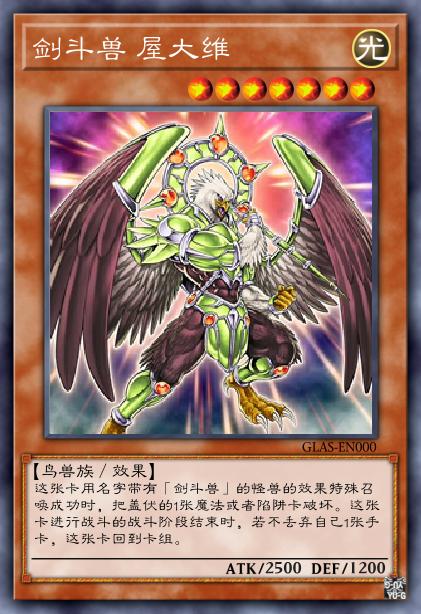 剑斗兽 屋大维
光
GLAS-EN000
【鸟兽族 / 效果】
这张卡用名字带有「剑斗兽」的怪兽的效果特殊召
唤成功时，把盖伏的1张魔法或者陷阱卡破坏。这张
卡进行战斗的战斗阶段结束时，若不丢弃自己1张手
卡，这张卡回到卡组。
ATK/2500 DEF/1200